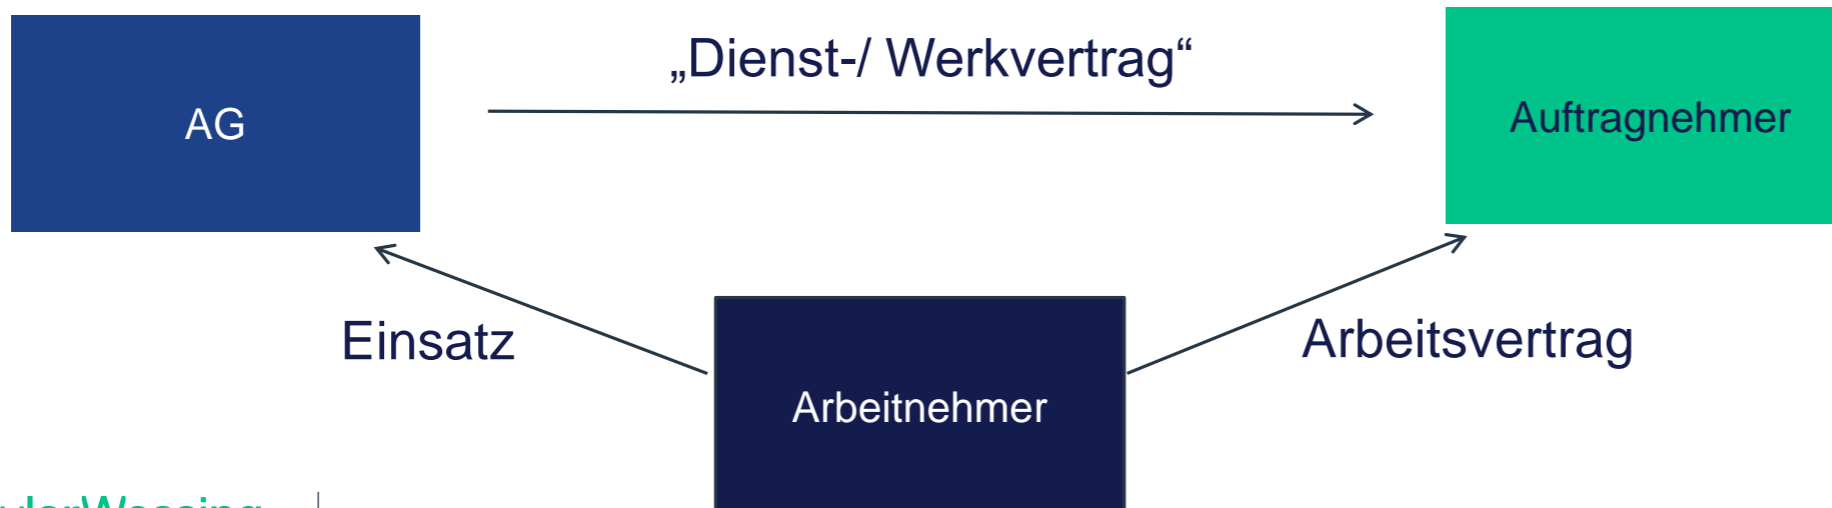 „Dienst-/ Werkvertrag“
AG
Auftragnehmer
Einsatz
Arbeitsvertrag
Arbeitnehmer